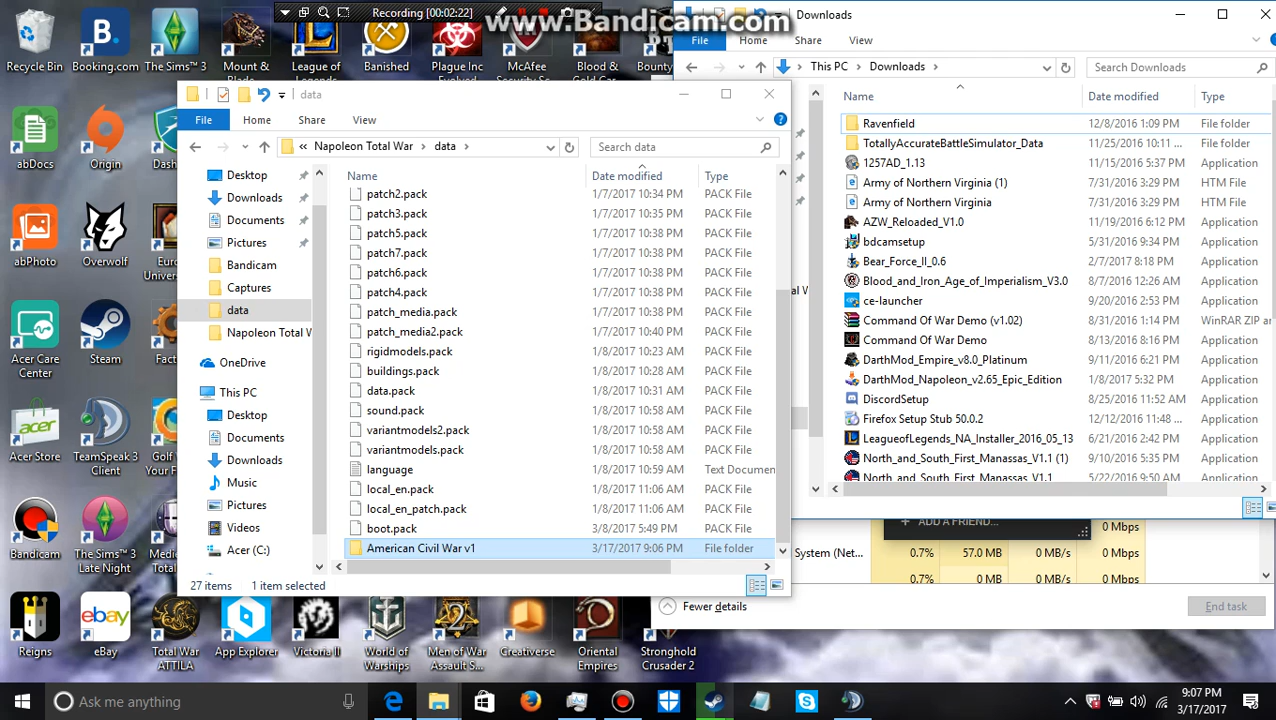 Recording [00:02:22]
www.Bandicam.com
Recycle Bin
Booking.com
The Sims™ 3
Mount &
League of
Legends
Banished
Plague Inc
McAfee
Blood &
abDocs
Origin
abPhoto
Overwolf
Acer Care
Center
Steam
Acer Store
TeamSpeak 3
Client
Bandicam
The Sims™ 3
Late Night
Reigns
eBay
Total War
ATTILA
App Explorer
Victoria II
World of
Warships
Men of War
Assault S...
Creativerse
Oriental
Empires
Stronghold
Crusader 2
data
File
Home
Share
View
« Napoleon Total War > data >
Search data
Name
Date modified
Type
Desktop
Downloads
Documents
Pictures
Bandicam
Captures
data
Napoleon Total W
OneDrive
This PC
Desktop
Documents
Downloads
Music
Pictures
Videos
Acer (C:)
patch2.pack 1/7/2017 10:34 PM PACK File
patch3.pack 1/7/2017 10:35 PM PACK File
patch5.pack 1/7/2017 10:38 PM PACK File
patch7.pack 1/7/2017 10:38 PM PACK File
patch6.pack 1/7/2017 10:38 PM PACK File
patch4.pack 1/7/2017 10:38 PM PACK File
patch_media.pack 1/7/2017 10:38 PM PACK File
patch_media2.pack 1/7/2017 10:40 PM PACK File
rigidmodels.pack 1/8/2017 10:23 AM PACK File
buildings.pack 1/8/2017 10:28 AM PACK File
data.pack 1/8/2017 10:31 AM PACK File
sound.pack 1/8/2017 10:58 AM PACK File
variantmodels2.pack 1/8/2017 10:58 AM PACK File
variantmodels.pack 1/8/2017 10:58 AM PACK File
language 1/8/2017 10:59 AM Text Documen
local_en.pack 1/8/2017 11:06 AM PACK File
local_en_patch.pack 1/8/2017 11:06 AM PACK File
boot.pack 3/8/2017 5:49 PM PACK File
American Civil War v1 3/17/2017 9:06 PM File folder
27 items 1 item selected
Downloads
File
Home
Share
View
> This PC > Downloads >
Search Downloads
Name
Date modified
Type
Ravenfield 12/8/2016 1:09 PM File folder
TotallyAccurateBattleSimulator_Data 11/25/2016 10:11 ... File folder
1257AD_1.13 11/15/2016 5:37 PM Application
Army of Northern Virginia (1) 7/31/2016 3:29 PM HTM File
Army of Northern Virginia 7/31/2016 3:29 PM HTM File
AZW_Reloaded_V1.0 11/19/2016 6:12 PM Application
bdcamsetup 5/31/2016 9:34 PM Application
Bear_Force_II_0.6 2/7/2017 8:18 PM Application
Blood_and_Iron_Age_of_Imperialism_V3.0 8/7/2016 12:26 AM Application
ce-launcher 9/20/2016 2:53 PM Application
Command Of War Demo (v1.02) 8/31/2016 1:14 PM WinRAR ZIP ar
Command Of War Demo 8/13/2016 8:16 PM Application
DarthMod_Empire_v8.0_Platinum 9/11/2016 6:21 PM Application
DarthMod_Napoleon_v2.65_Epic_Edition 1/8/2017 5:32 PM Application
DiscordSetup 8/25/2016 11:52 AM Application
Firefox Setup Stub 50.0.2 12/12/2016 11:48 ... Application
LeagueofLegends_NA_Installer_2016_05_13 6/21/2016 2:42 PM Application
North_and_South_First_Manassas_V1.1 (1) 9/10/2016 5:35 PM Application
North_and_South_First_Manassas_V1.1 5/22/2016 9:50 AM Application
al W
+ ADD A FRIEND...
0 Mbps
System (Net... 0.7% 57.0 MB 0 MB/s 0 Mbps
0.7% 0 MB 0 MB/s 0 Mbps
Fewer details
End task
Ask me anything
9:07 PM
3/17/2017